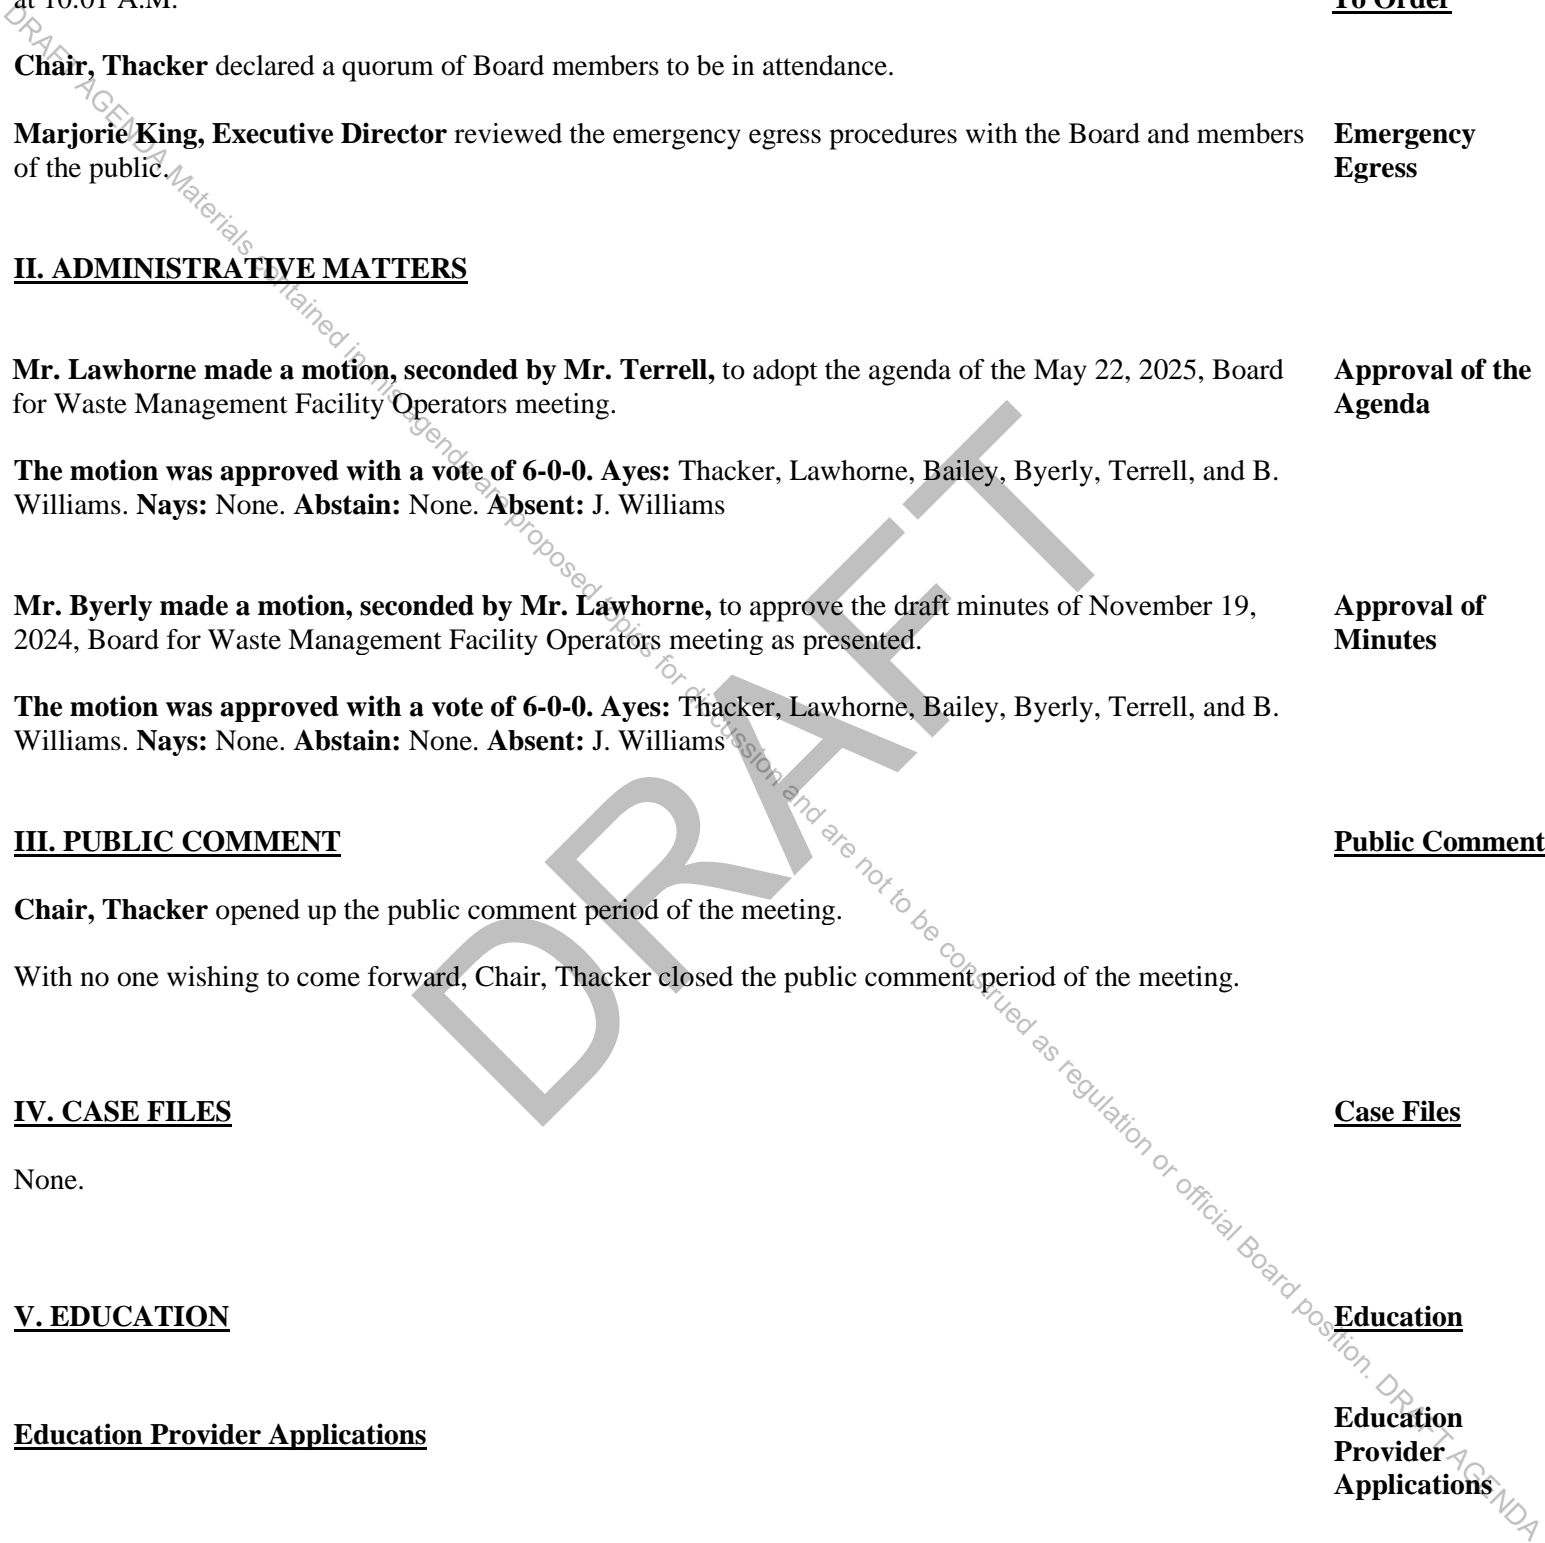 at 10:01 A.M.
To Order
Chair, Thacker declared a quorum of Board members to be in attendance.
Marjorie King, Executive Director reviewed the emergency egress procedures with the Board and members
of the public.
Emergency
Egress
II. ADMINISTRATIVE MATTERS
Mr. Lawhorne made a motion, seconded by Mr. Terrell, to adopt the agenda of the May 22, 2025, Board
for Waste Management Facility Operators meeting.
Approval of the
Agenda
The motion was approved with a vote of 6-0-0. Ayes: Thacker, Lawhorne, Bailey, Byerly, Terrell, and B.
Williams. Nays: None. Abstain: None. Absent: J. Williams
Mr. Byerly made a motion, seconded by Mr. Lawhorne, to approve the draft minutes of November 19,
2024, Board for Waste Management Facility Operators meeting as presented.
Approval of
Minutes
The motion was approved with a vote of 6-0-0. Ayes: Thacker, Lawhorne, Bailey, Byerly, Terrell, and B.
Williams. Nays: None. Abstain: None. Absent: J. Williams
III. PUBLIC COMMENT
Public Comment
Chair, Thacker opened up the public comment period of the meeting.
With no one wishing to come forward, Chair, Thacker closed the public comment period of the meeting.
IV. CASE FILES
Case Files
None.
V. EDUCATION
Education
Education Provider Applications
Education
Provider
Applications
DRAFT
DRAFT AGENDA Materials contained in this agenda are proposed topics for discussion and are not to be construed as regulation or official Board position. DRAFT AGENDA